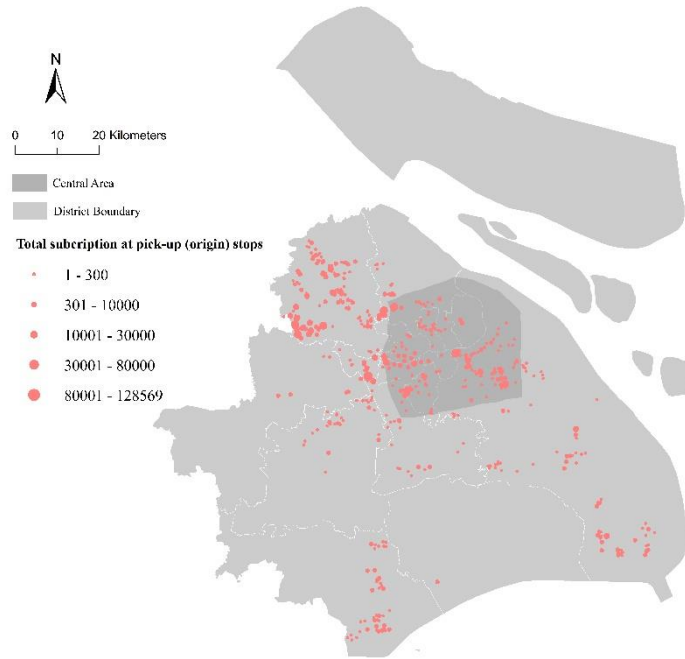 N
0 10 20 Kilometers
Central Area
District Boundary
Total subcription at pick-up (origin) stops
1 - 300
301 - 10000
10001 - 30000
30001 - 80000
80001 - 128569